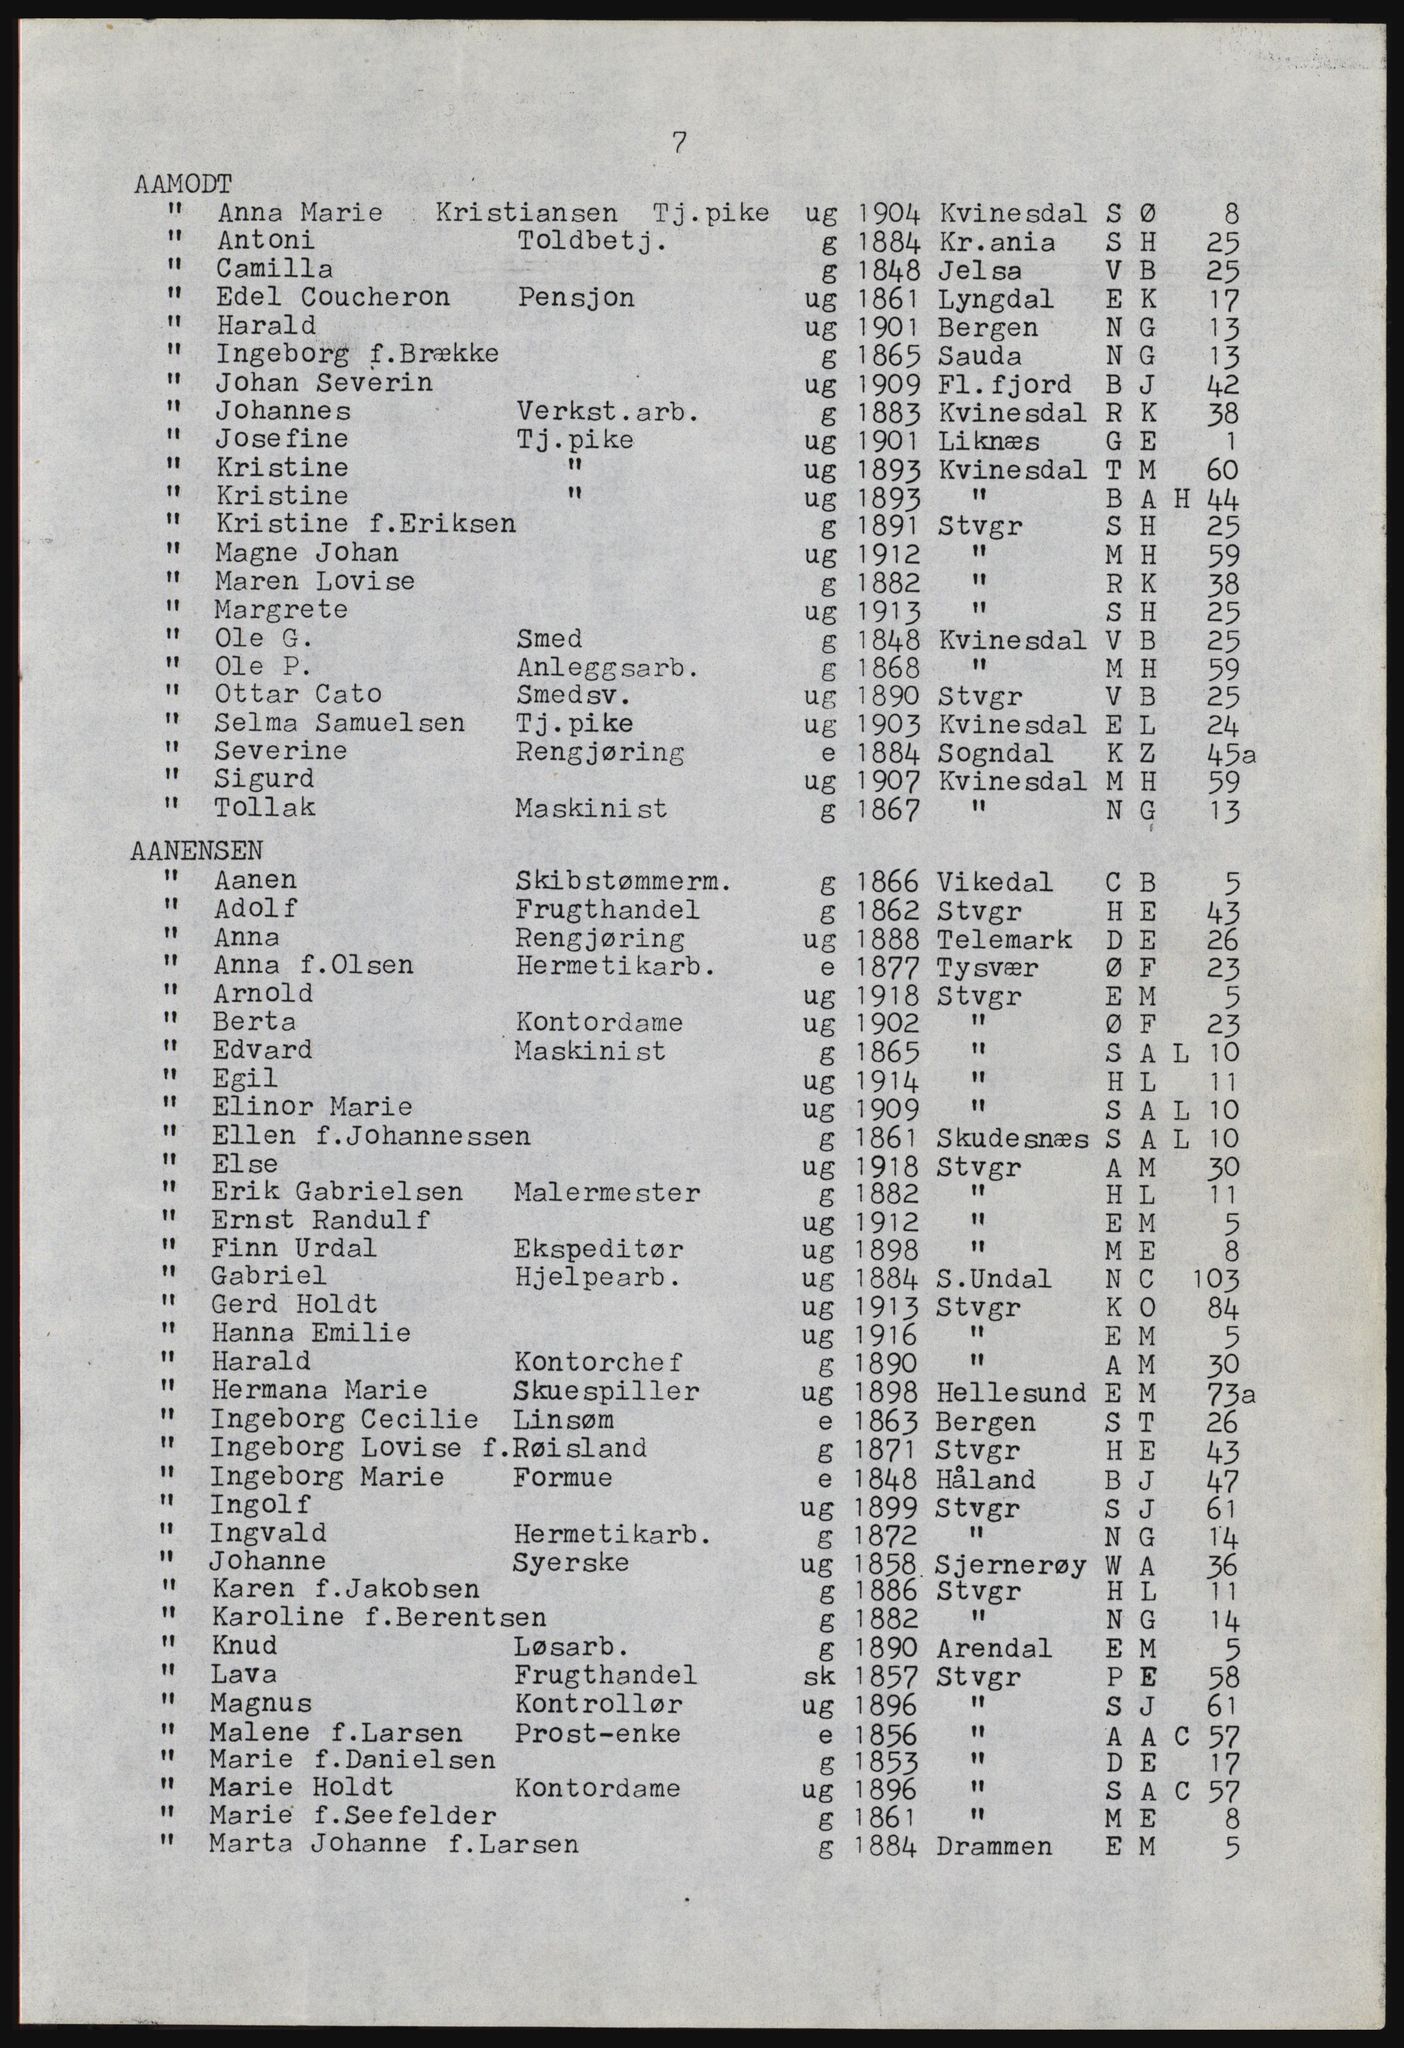 7
AAMODT
" Anna Marie Kristiansen Tj.pike ug 1904 Kvinesdal S Ø 8
" Antoni Toldbetj. g 1884 Kr.ania S H 25
" Camilla g 1848 Jelsa V B 25
" Edel Coucheron Pensjon ug 1861 Lyngdal E K 17
" Harald ug 1901 Bergen N G 13
" Ingeborg f.Brække g 1865 Sauda N G 13
" Johan Severin ug 1909 Fl.fjord B J 42
" Johannes Verkst.arb. g 1883 Kvinesdal R K 38
" Josefine Tj.pike ug 1901 Liknæs G E 1
" Kristine " ug 1893 Kvinesdal T M 60
" Kristine " ug 1893 " B A H 44
" Kristine f.Eriksen g 1891 Stvgr S H 25
" Magne Johan ug 1912 " M H 59
" Maren Lovise g 1882 " R K 38
" Margrete ug 1913 " S H 25
" Ole G. Smed g 1848 Kvinesdal V B 25
" Ole P. Anleggsarb. g 1868 " M H 59
" Ottar Cato Smedsv. ug 1890 Stvgr V B 25
" Selma Samuelsen Tj.pike ug 1903 Kvinesdal E L 24
" Severine Rengjøring e 1884 Sogndal K Z 45a
" Sigurd ug 1907 Kvinesdal M H 59
" Tollak Maskinist g 1867 " N G 13
AANENSEN
" Aanen Skibstømmerm. g 1866 Vikedal C B 5
" Adolf Frugthandel g 1862 Stvgr H E 43
" Anna Rengjøring ug 1888 Telemark D E 26
" Anna f.Olsen Hermetikarb. e 1877 Tysvær Ø F 23
" Arnold ug 1918 Stvgr E M 5
" Berta Kontordame ug 1902 " Ø F 23
" Edvard Maskinist g 1865 " S A L 10
" Egil ug 1914 " H L 11
" Elinor Marie ug 1909 " S A L 10
" Ellen f.Johannessen g 1861 Skudesnæs S A L 10
" Else ug 1918 Stvgr A M 30
" Erik Gabrielsen Malermester g 1882 " H L 11
" Ernst Randulf ug 1912 " E M 5
" Finn Urdal Ekspeditør ug 1898 " M E 8
" Gabriel Hjelpearb. ug 1884 S.Undal N C 103
" Gerd Holdt ug 1913 Stvgr K O 84
" Hanna Emilie ug 1916 " E M 5
" Harald Kontorchef g 1890 " A M 30
" Hermana Marie Skuespiller ug 1898 Hellesund E M 73a
" Ingeborg Cecilie Linsøm e 1863 Bergen S T 26
" Ingeborg Lovise f.Røisland g 1871 Stvgr H E 43
" Ingeborg Marie Formue e 1848 Håland B J 47
" Ingolf ug 1899 Stvgr S J 61
" Ingvald Hermetikarb. g 1872 " N G 14
" Johanne Syerske ug 1858 Sjernerøy W A 36
" Karen f.Jakobsen g 1886 Stvgr H L 11
" Karoline f.Berentsen g 1882 " N G 14
" Knud Løsarb. g 1890 Arendal E M 5
" Lava Frugthandel sk 1857 Stvgr P E 58
" Magnus Kontrollør ug 1896 " S J 61
" Malene f.Larsen Prost-enke e 1856 " A A C 57
" Marie f.Danielsen g 1853 " D E 17
" Marie Holdt Kontordame ug 1896 " S A C 57
" Marie f.Seefelder g 1861 " M E 8
" Marta Johanne f.Larsen g 1884 Drammen E M 5